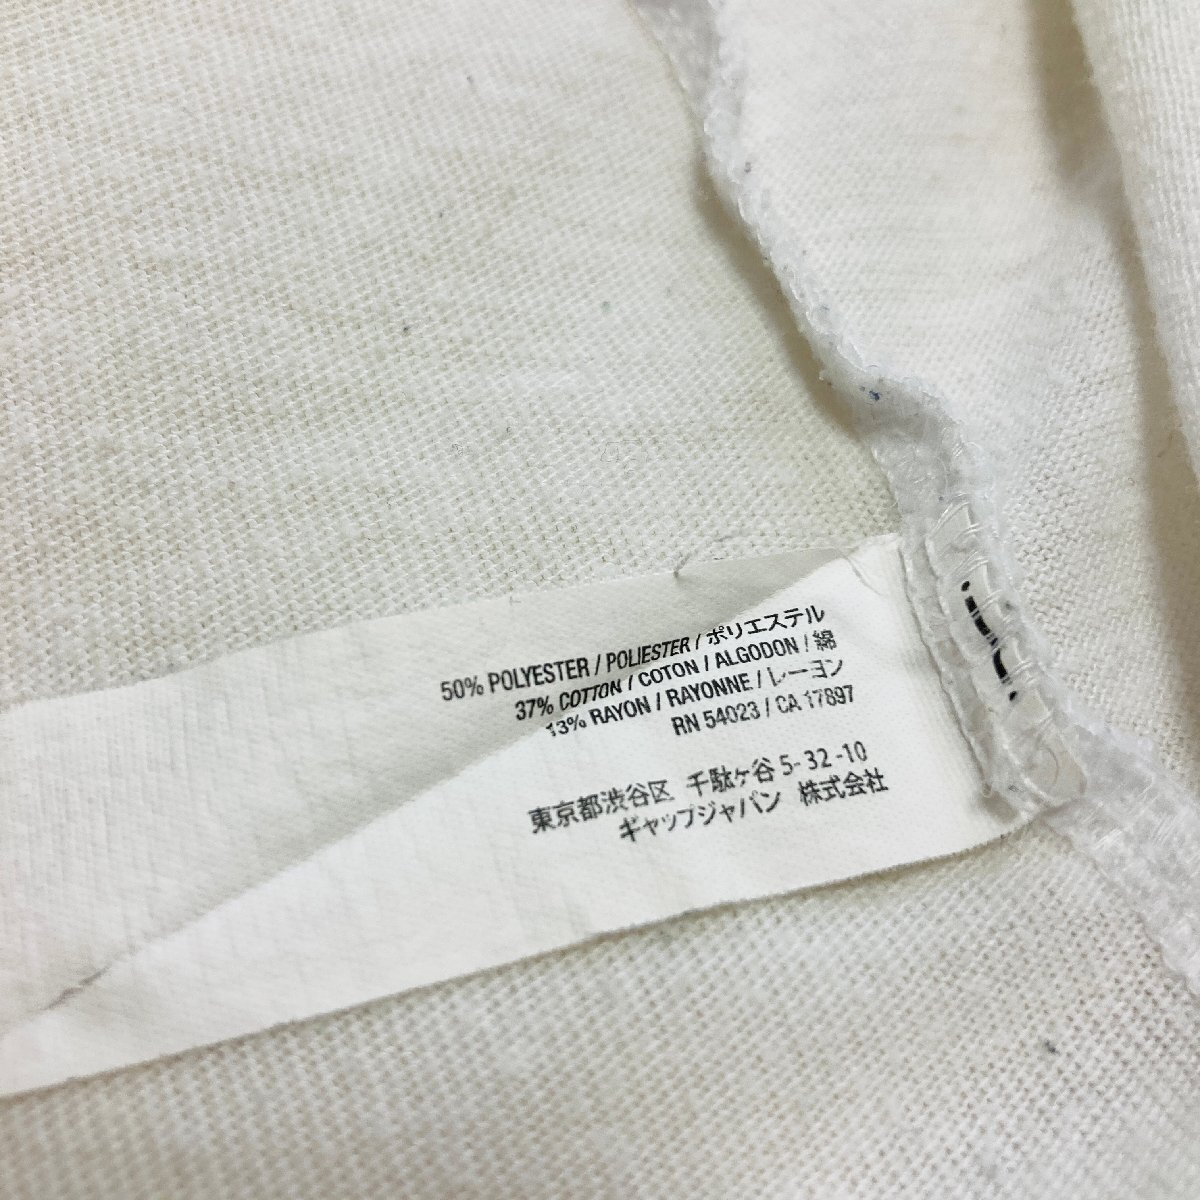 50% POLYESTER / POLIESTER / ポリエステル
37% COTTON / COTON / ALGODON / 綿
13% RAYON / RAYONNE / レーヨン
RN 54023 / CA 17897
東京都渋谷区 千駄ヶ谷 5-32-10
ギャップジャパン 株式会社